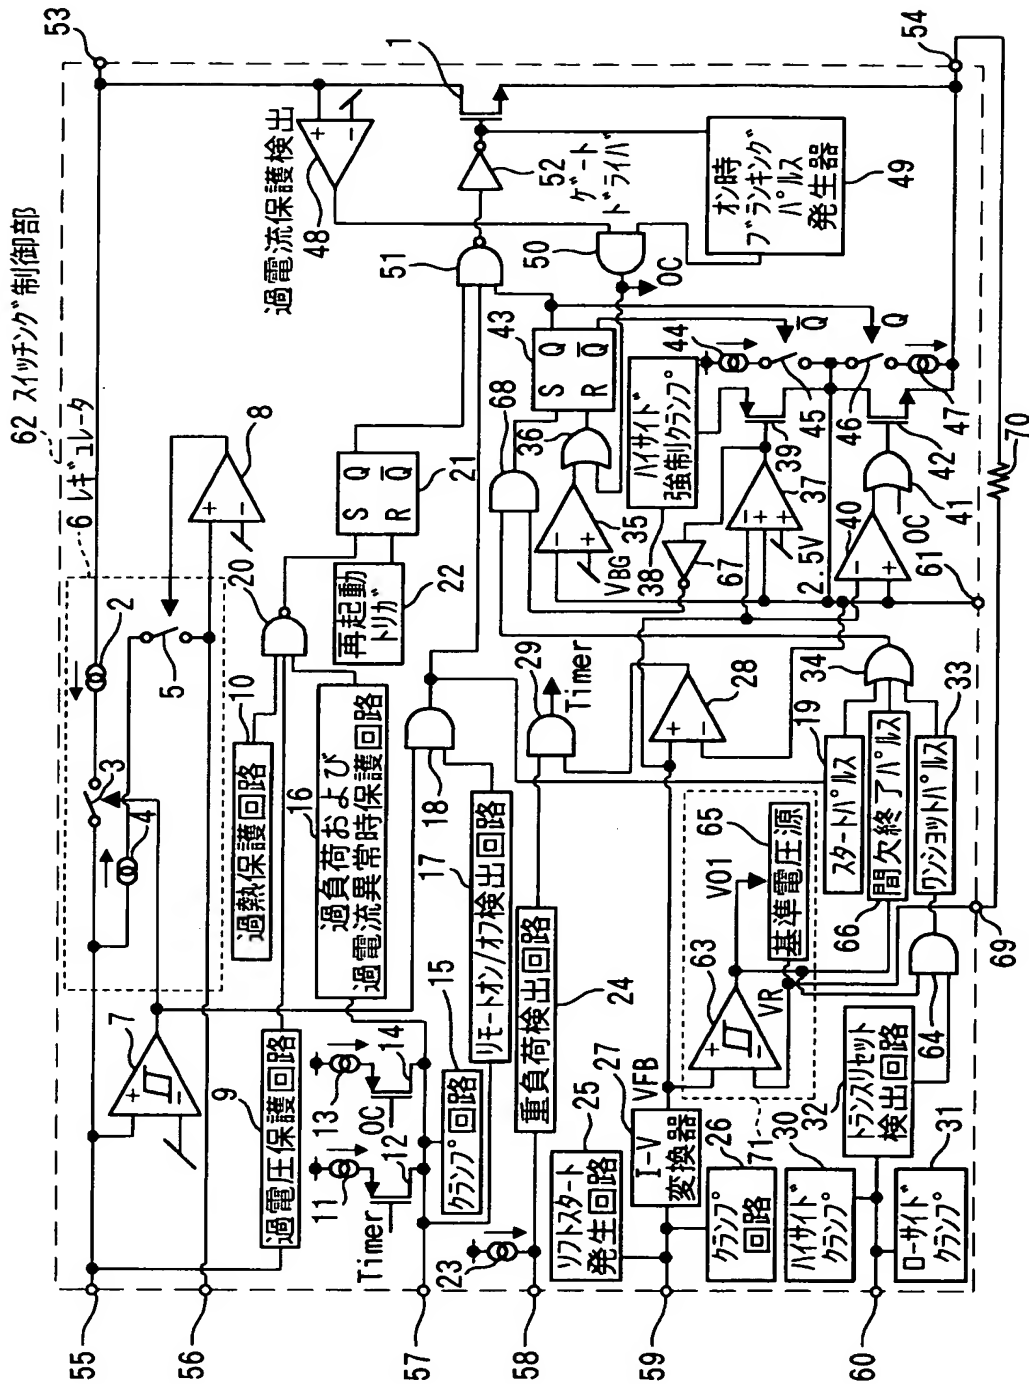 62 スイッチング制御部
6 レギュレータ
53
2
3
4
5
7
8
1
過電流保護検出
48
52
ゲート
ドライバ
54
9
過電圧保護回路
10
過熱保護回路
20
16
過負荷および
過電流異常時保護回路
再起動
トリガ
22
S Q
R Q̅
21
51
50
OC
オン時
ブランキング
パルス
発生器
49
43
S Q
R Q̅
68
36
35
VBG
44
Q̅
Q
45
46
47
ハイサイド
強制クランプ
38
39
37
67
2.5V
42
41
40
OC
61
70
55
56
11
12
13
14
OC
Timer
15
クランプ回路
17
リモートオン/オフ検出回路
18
57
23
24
重負荷検出回路
58
29
Timer
28
19
スタートパルス
34
66
間欠終了パルス
33
ワンショットパルス
25
ソフトスタート
発生回路
27
I-V
変換器
VFB
59
26
クランプ
回路
71
63
VO1
65
基準電圧源
VR
30
ハイサイド
クランプ
32
トランスリセット
検出回路
64
69
60
31
ローサイド
クランプ